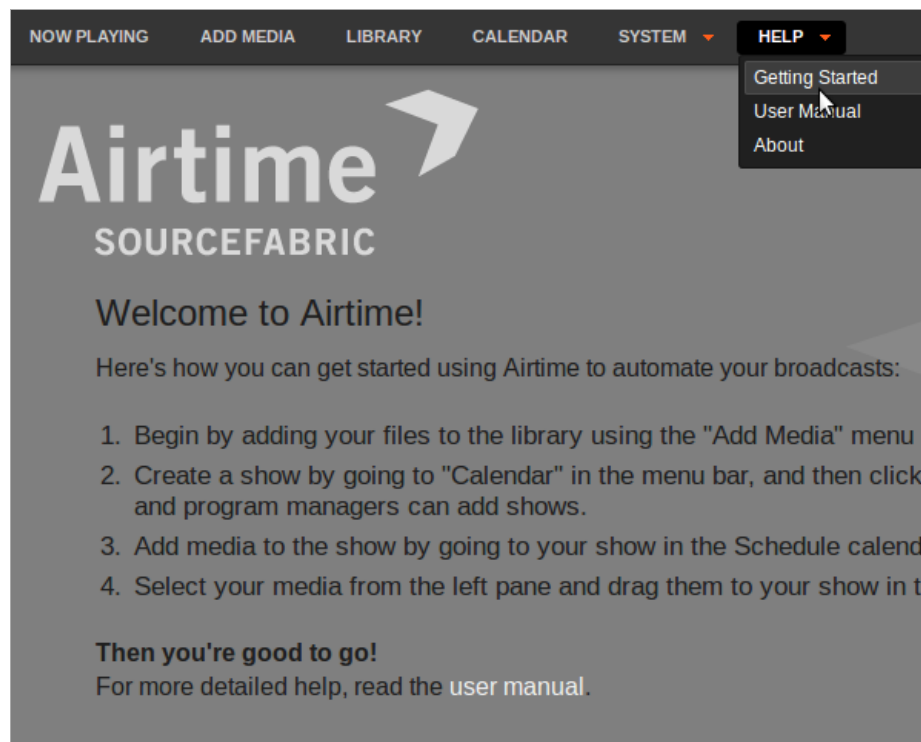 NOW PLAYING ADD MEDIA LIBRARY CALENDAR SYSTEM HELP
Getting Started
User Manual
About
Airtime
SOURCEFABRIC
Welcome to Airtime!
Here's how you can get started using Airtime to automate your broadcasts:
1. Begin by adding your files to the library using the "Add Media" menu
2. Create a show by going to "Calendar" in the menu bar, and then click
and program managers can add shows.
3. Add media to the show by going to your show in the Schedule calend
4. Select your media from the left pane and drag them to your show in t
Then you're good to go!
For more detailed help, read the user manual.